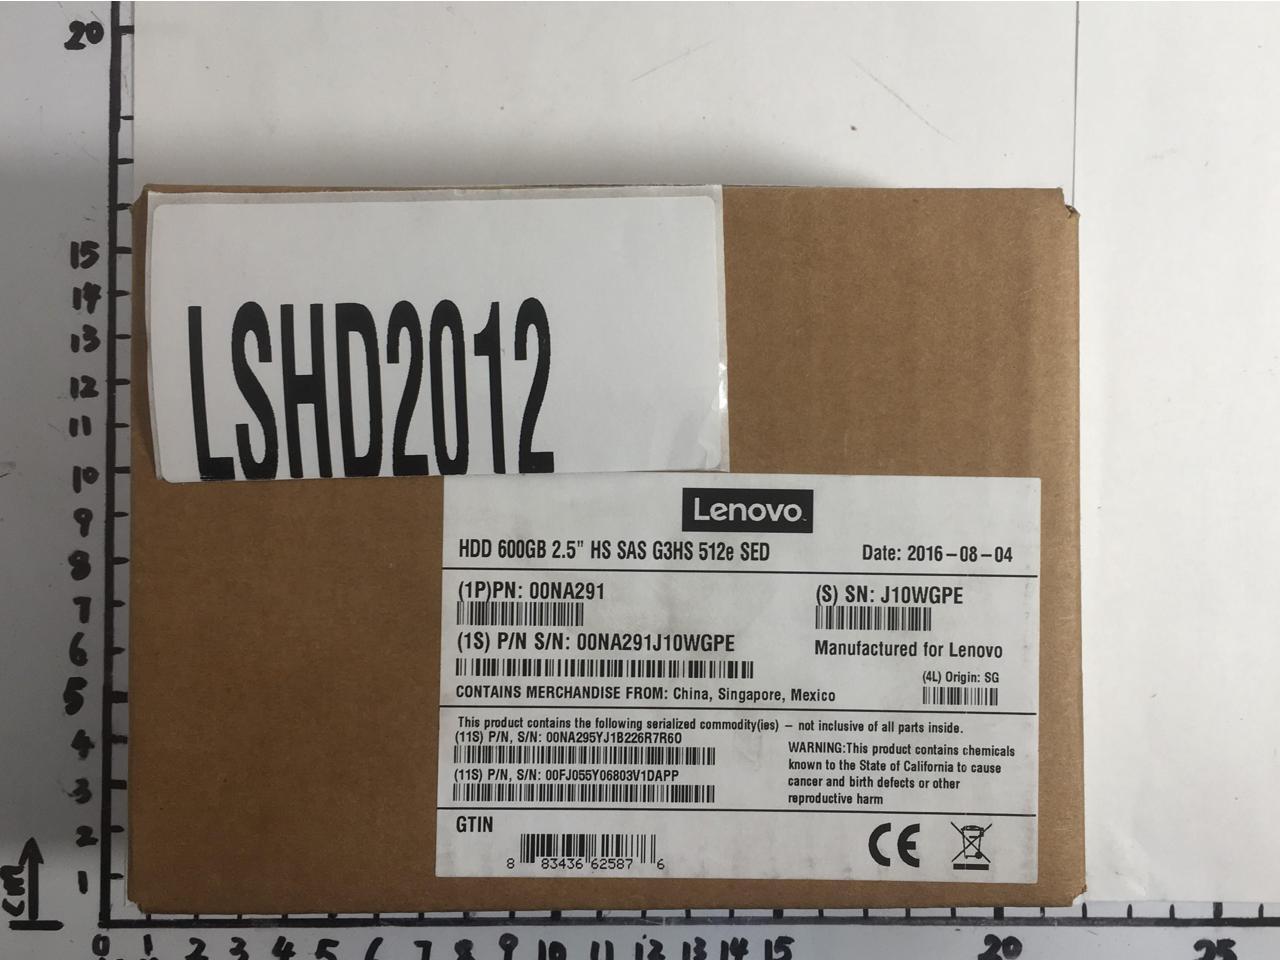 20
15
14
13
12
11
10
9
8
7
6
5
4
3
2
1
cm
LSHD2012
Lenovo
HDD 600GB 2.5" HS SAS G3HS 512e SED Date: 2016-08-04
(1P)PN: 00NA291 (S) SN: J10WGPE
(1S) P/N S/N: 00NA291J10WGPE Manufactured for Lenovo
(4L) Origin: SG
CONTAINS MERCHANDISE FROM: China, Singapore, Mexico
This product contains the following serialized commodity(ies) - not inclusive of all parts inside.
(11S) P/N, S/N: 00NA295YJ1B226R7R60
(11S) P/N, S/N: 00FJ055Y06803V1DAPP
WARNING:This product contains chemicals
known to the State of California to cause
cancer and birth defects or other
reproductive harm
GTIN
8 83436 62587 6
CE
0 1 2 3 4 5 6 7 8 9 10 11 12 13 14 15 20 25